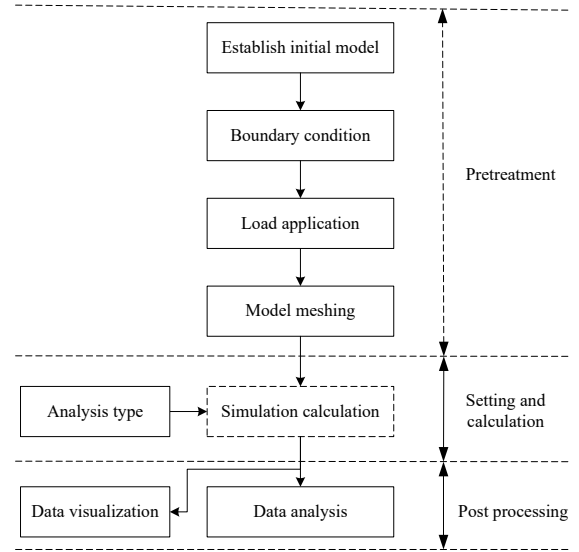 Establish initial model
Boundary condition
Pretreatment
Load application
Model meshing
Analysis type
Simulation calculation
Setting and
calculation
Data visualization
Data analysis
Post processing